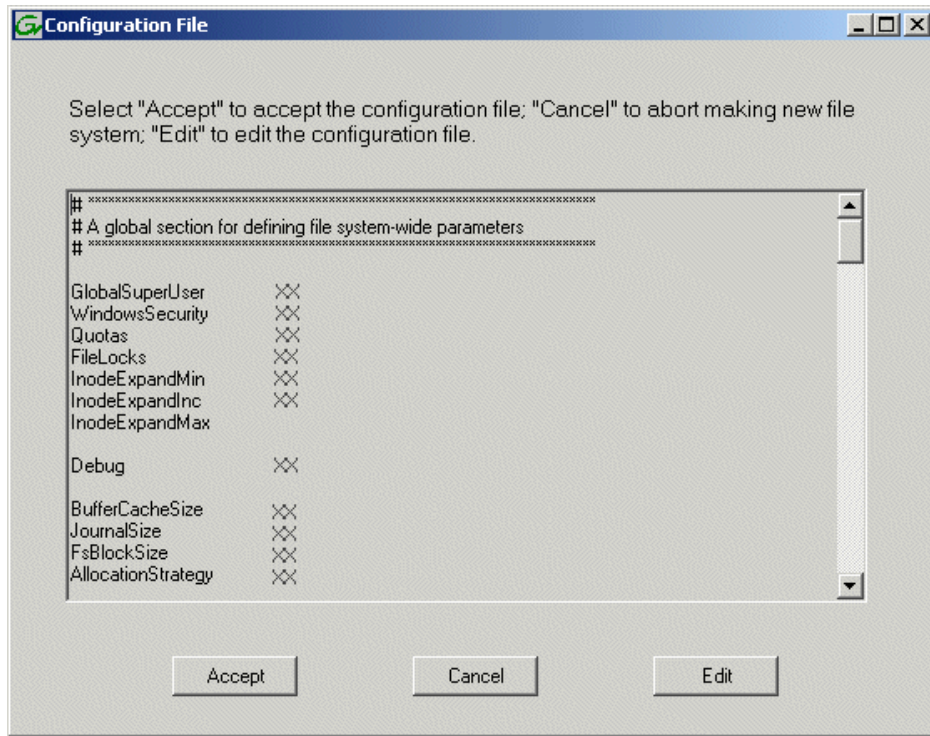 Configuration File
Select "Accept" to accept the configuration file; "Cancel" to abort making new file
system; "Edit" to edit the configuration file.
# ****************************************************************************
# A global section for defining file system-wide parameters
# ****************************************************************************
GlobalSuperUser XX
WindowsSecurity XX
Quotas XX
FileLocks XX
InodeExpandMin XX
InodeExpandInc XX
InodeExpandMax
Debug XX
BufferCacheSize XX
JournalSize XX
FsBlockSize XX
AllocationStrategy XX
Accept Cancel Edit